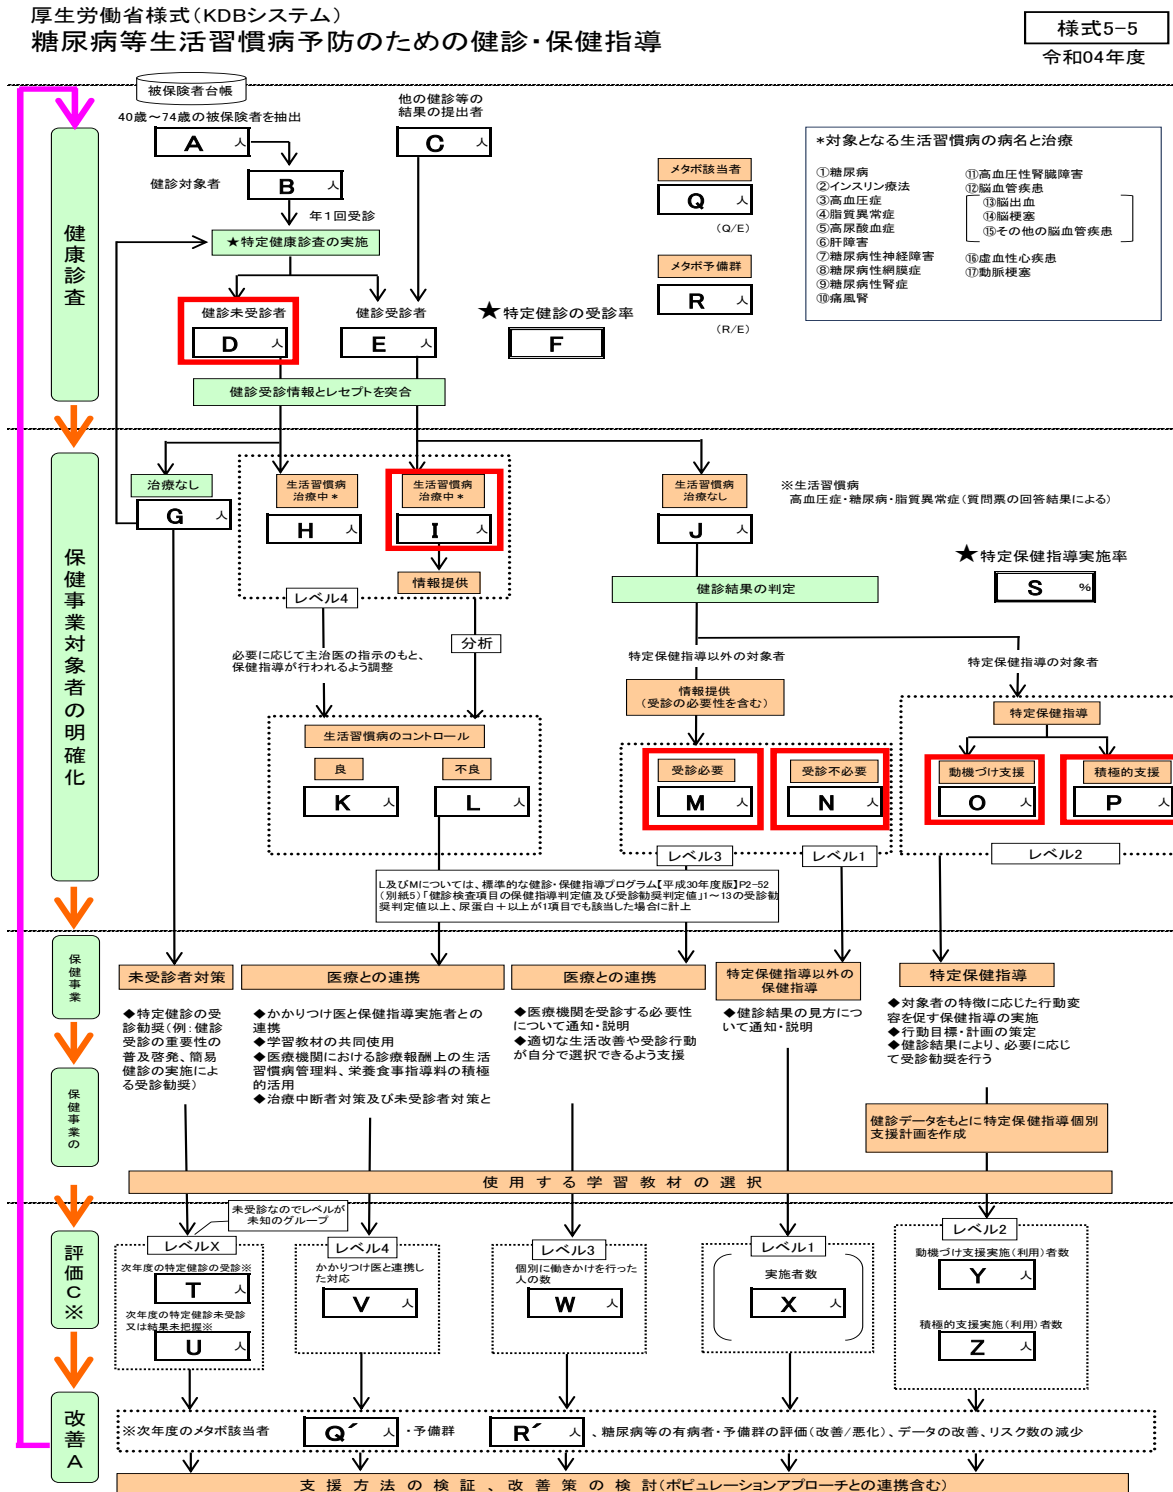 厚生労働省様式(KDBシステム)
糖尿病等生活習慣病予防のための健診・保健指導
様式5-5
令和04年度
被保険者台帳
40歳～74歳の被保険者を抽出
A 人
他の健診等の
結果の提出者
C 人
健診対象者
B 人
年1回受診
★特定健康診査の実施
健康診査
メタボ該当者
Q 人
(Q/E)
メタボ予備群
R 人
(R/E)
*対象となる生活習慣病の病名と治療
①糖尿病
②インスリン療法
③高血圧症
④脂質異常症
⑤高尿酸血症
⑥肝障害
⑦糖尿病性神経障害
⑧糖尿病性網膜症
⑨糖尿病性腎症
⑩痛風腎
⑪高血圧性腎臓障害
⑫脳血管疾患
⑬脳出血
⑭脳梗塞
⑮その他の脳血管疾患
⑯虚血性心疾患
⑰動脈梗塞
健診未受診者
D 人
健診受診者
E 人
★特定健診の受診率
F
健診受診情報とレセプトを突合
保健事業対象者の明確化
治療なし
G 人
生活習慣病
治療中*
H 人
生活習慣病
治療中*
I 人
情報提供
レベル4
生活習慣病
治療なし
J 人
※生活習慣病
高血圧症・糖尿病・脂質異常症(質問票の回答結果による)
★特定保健指導実施率
S %
健診結果の判定
必要に応じて主治医の指示のもと、
保健指導が行われるよう調整
分析
特定保健指導以外の対象者
特定保健指導の対象者
情報提供
(受診の必要性を含む)
特定保健指導
生活習慣病のコントロール
良
K 人
不良
L 人
受診必要
M 人
受診不必要
N 人
動機づけ支援
O 人
積極的支援
P 人
レベル3
レベル1
レベル2
L及びMについては、標準的な健診・保健指導プログラム【平成30年度版】P2-52
(別紙5)「健診検査項目の保健指導判定値及び受診勧奨判定値」1～13の受診勧
奨判定値以上、尿蛋白＋以上が1項目でも該当した場合に計上
保健事業
未受診者対策
医療との連携
医療との連携
特定保健指導以外の
保健指導
特定保健指導
◆特定健診の受
診勧奨(例:健診
受診の重要性の
普及啓発、簡易
健診の実施によ
る受診勧奨)
◆かかりつけ医と保健指導実施者との
連携
◆学習教材の共同使用
◆医療機関における診療報酬上の生活
習慣病管理料、栄養食事指導料の積極
的活用
◆治療中断者対策及び未受診者対策と
◆医療機関を受診する必要性
について通知・説明
◆適切な生活改善や受診行動
が自分で選択できるよう支援
◆健診結果の見方につ
いて通知・説明
◆対象者の特徴に応じた行動変
容を促す保健指導の実施
◆行動目標・計画の策定
◆健診結果により、必要に応じ
て受診勧奨を行う
保健事業の
健診データをもとに特定保健指導個別
支援計画を作成
使用する学習教材の選択
未受診なのでレベルが
未知のグループ
評価C※
レベルX
次年度の特定健診の受診※
T 人
次年度の特定健診未受診
又は結果未把握※
U 人
レベル4
かかりつけ医と連携し
た対応
V 人
レベル3
個別に働きかけを行った
人の数
W 人
レベル1
実施者数
X 人
レベル2
動機づけ支援実施(利用)者数
Y 人
積極的支援実施(利用)者数
Z 人
改善A
※次年度のメタボ該当者 Q´ 人 ・予備群 R´ 人 、糖尿病等の有病者・予備群の評価(改善/悪化)、データの改善、リスク数の減少
支援方法の検証、改善策の検討(ポピュレーションアプローチとの連携含む)